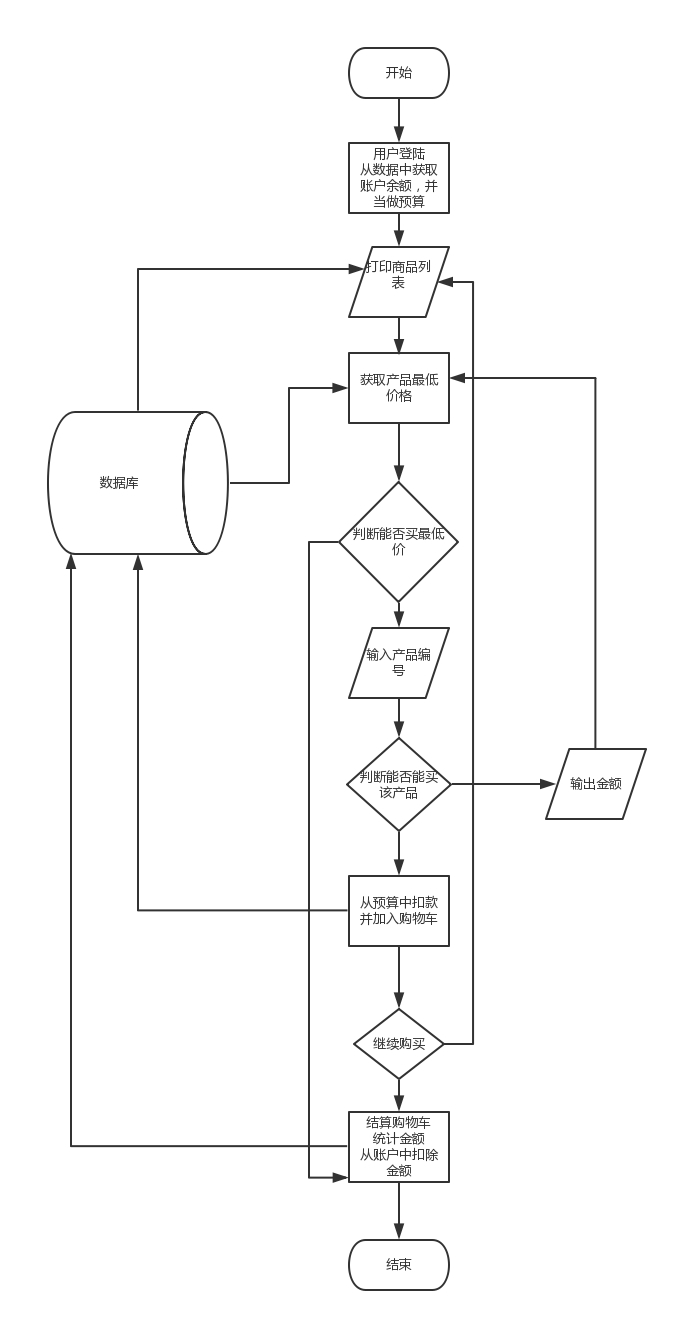 开始
用户登陆
从数据中获取
账户余额，并
当做预算
打印商品列
表
获取产品最低
价格
数据库
判断能否买最低
价
输入产品编
号
判断能否能买
该产品
输出金额
从预算中扣款
并加入购物车
继续购买
结算购物车
统计金额
从账户中扣除
金额
结束